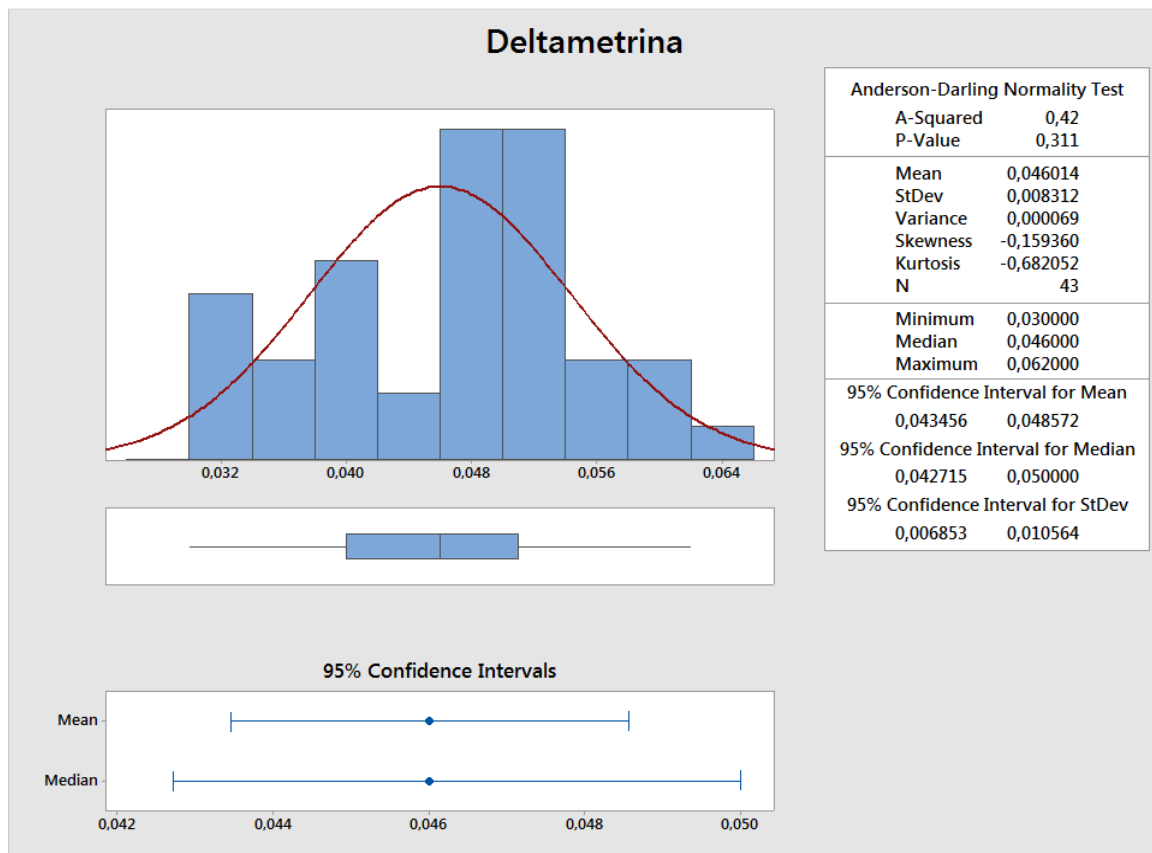 Deltametrina
0,032 0,040 0,048 0,056 0,064
95% Confidence Intervals
Mean
Median
0,042 0,044 0,046 0,048 0,050
Anderson-Darling Normality Test
A-Squared 0,42
P-Value 0,311
Mean 0,046014
StDev 0,008312
Variance 0,000069
Skewness -0,159360
Kurtosis -0,682052
N 43
Minimum 0,030000
Median 0,046000
Maximum 0,062000
95% Confidence Interval for Mean
0,043456 0,048572
95% Confidence Interval for Median
0,042715 0,050000
95% Confidence Interval for StDev
0,006853 0,010564